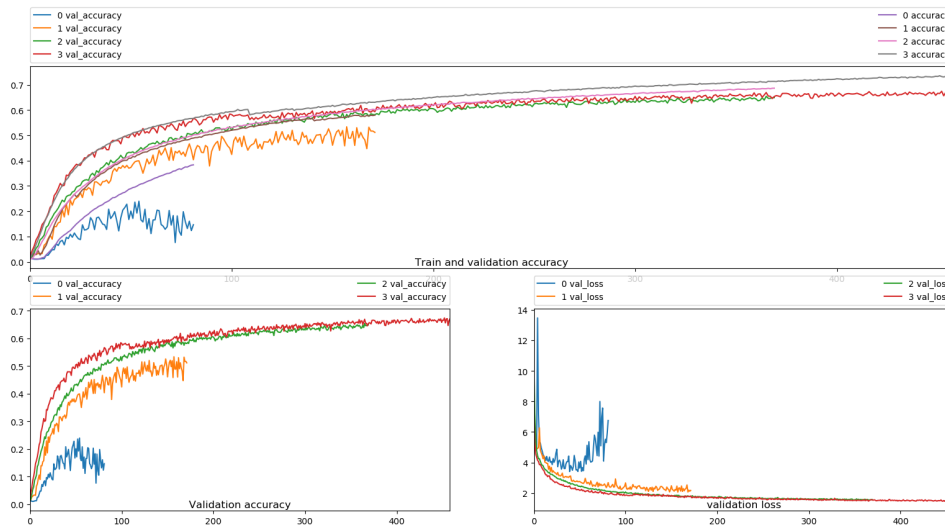 0 val_accuracy
1 val_accuracy
2 val_accuracy
3 val_accuracy
0 accurac
1 accurac
2 accurac
3 accurac
0.7
0.6
0.5
0.4
0.3
0.2
0.1
0.0
0 100 200 300 400
Train and validation accuracy
0 val_accuracy 2 val_accuracy
1 val_accuracy 3 val_accuracy
0.7
0.6
0.5
0.4
0.3
0.2
0.1
0.0
0 100 200 300 400
Validation accuracy
0 val_loss 2 val_loss
1 val_loss 3 val_loss
14
12
10
8
6
4
2
0 100 200 300 400
validation loss